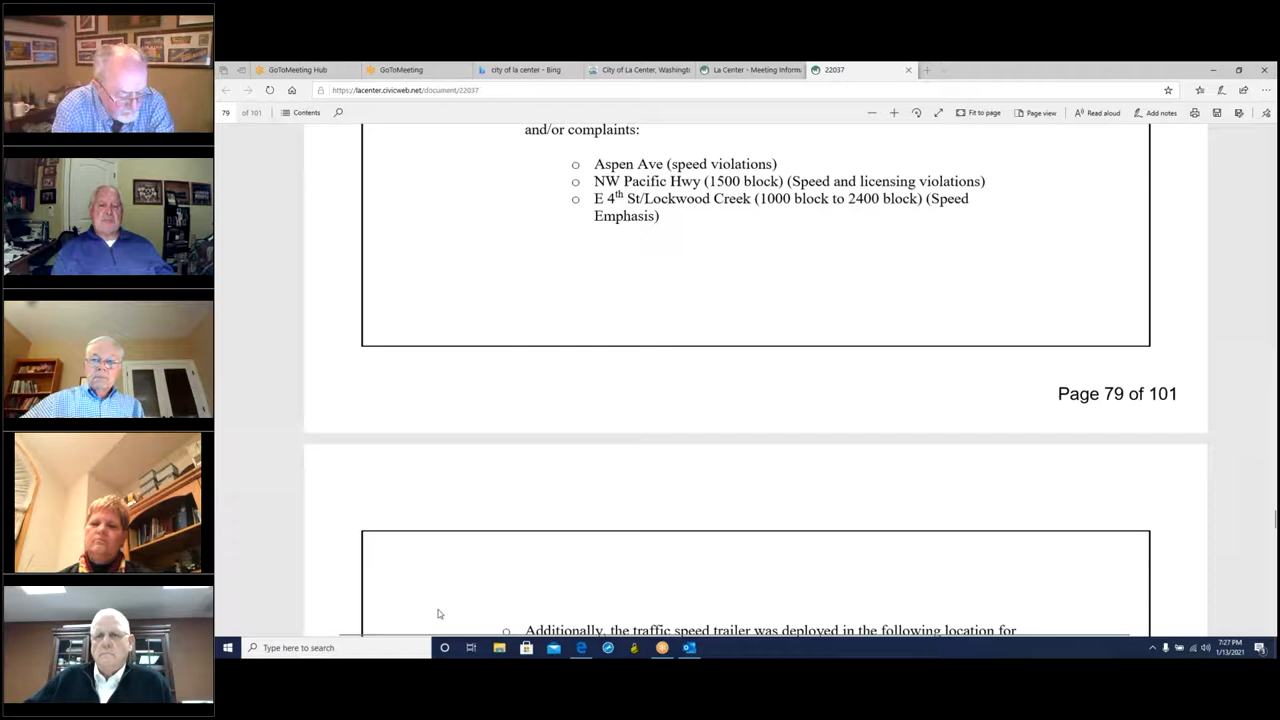 GoToMeeting Hub
GoToMeeting
city of la center - Bing
City of La Center, Washingt
La Center - Meeting Inform
22037
https://lacenter.civicweb.net/document/22037
79 of 101
Contents
Fit to page
Page view
Read aloud
Add notes
and/or complaints:
o Aspen Ave (speed violations)
o NW Pacific Hwy (1500 block) (Speed and licensing violations)
o E 4th St/Lockwood Creek (1000 block to 2400 block) (Speed
Emphasis)
Page 79 of 101
o Additionally, the traffic speed trailer was deployed in the following location for
Type here to search
7:27 PM
1/13/2021